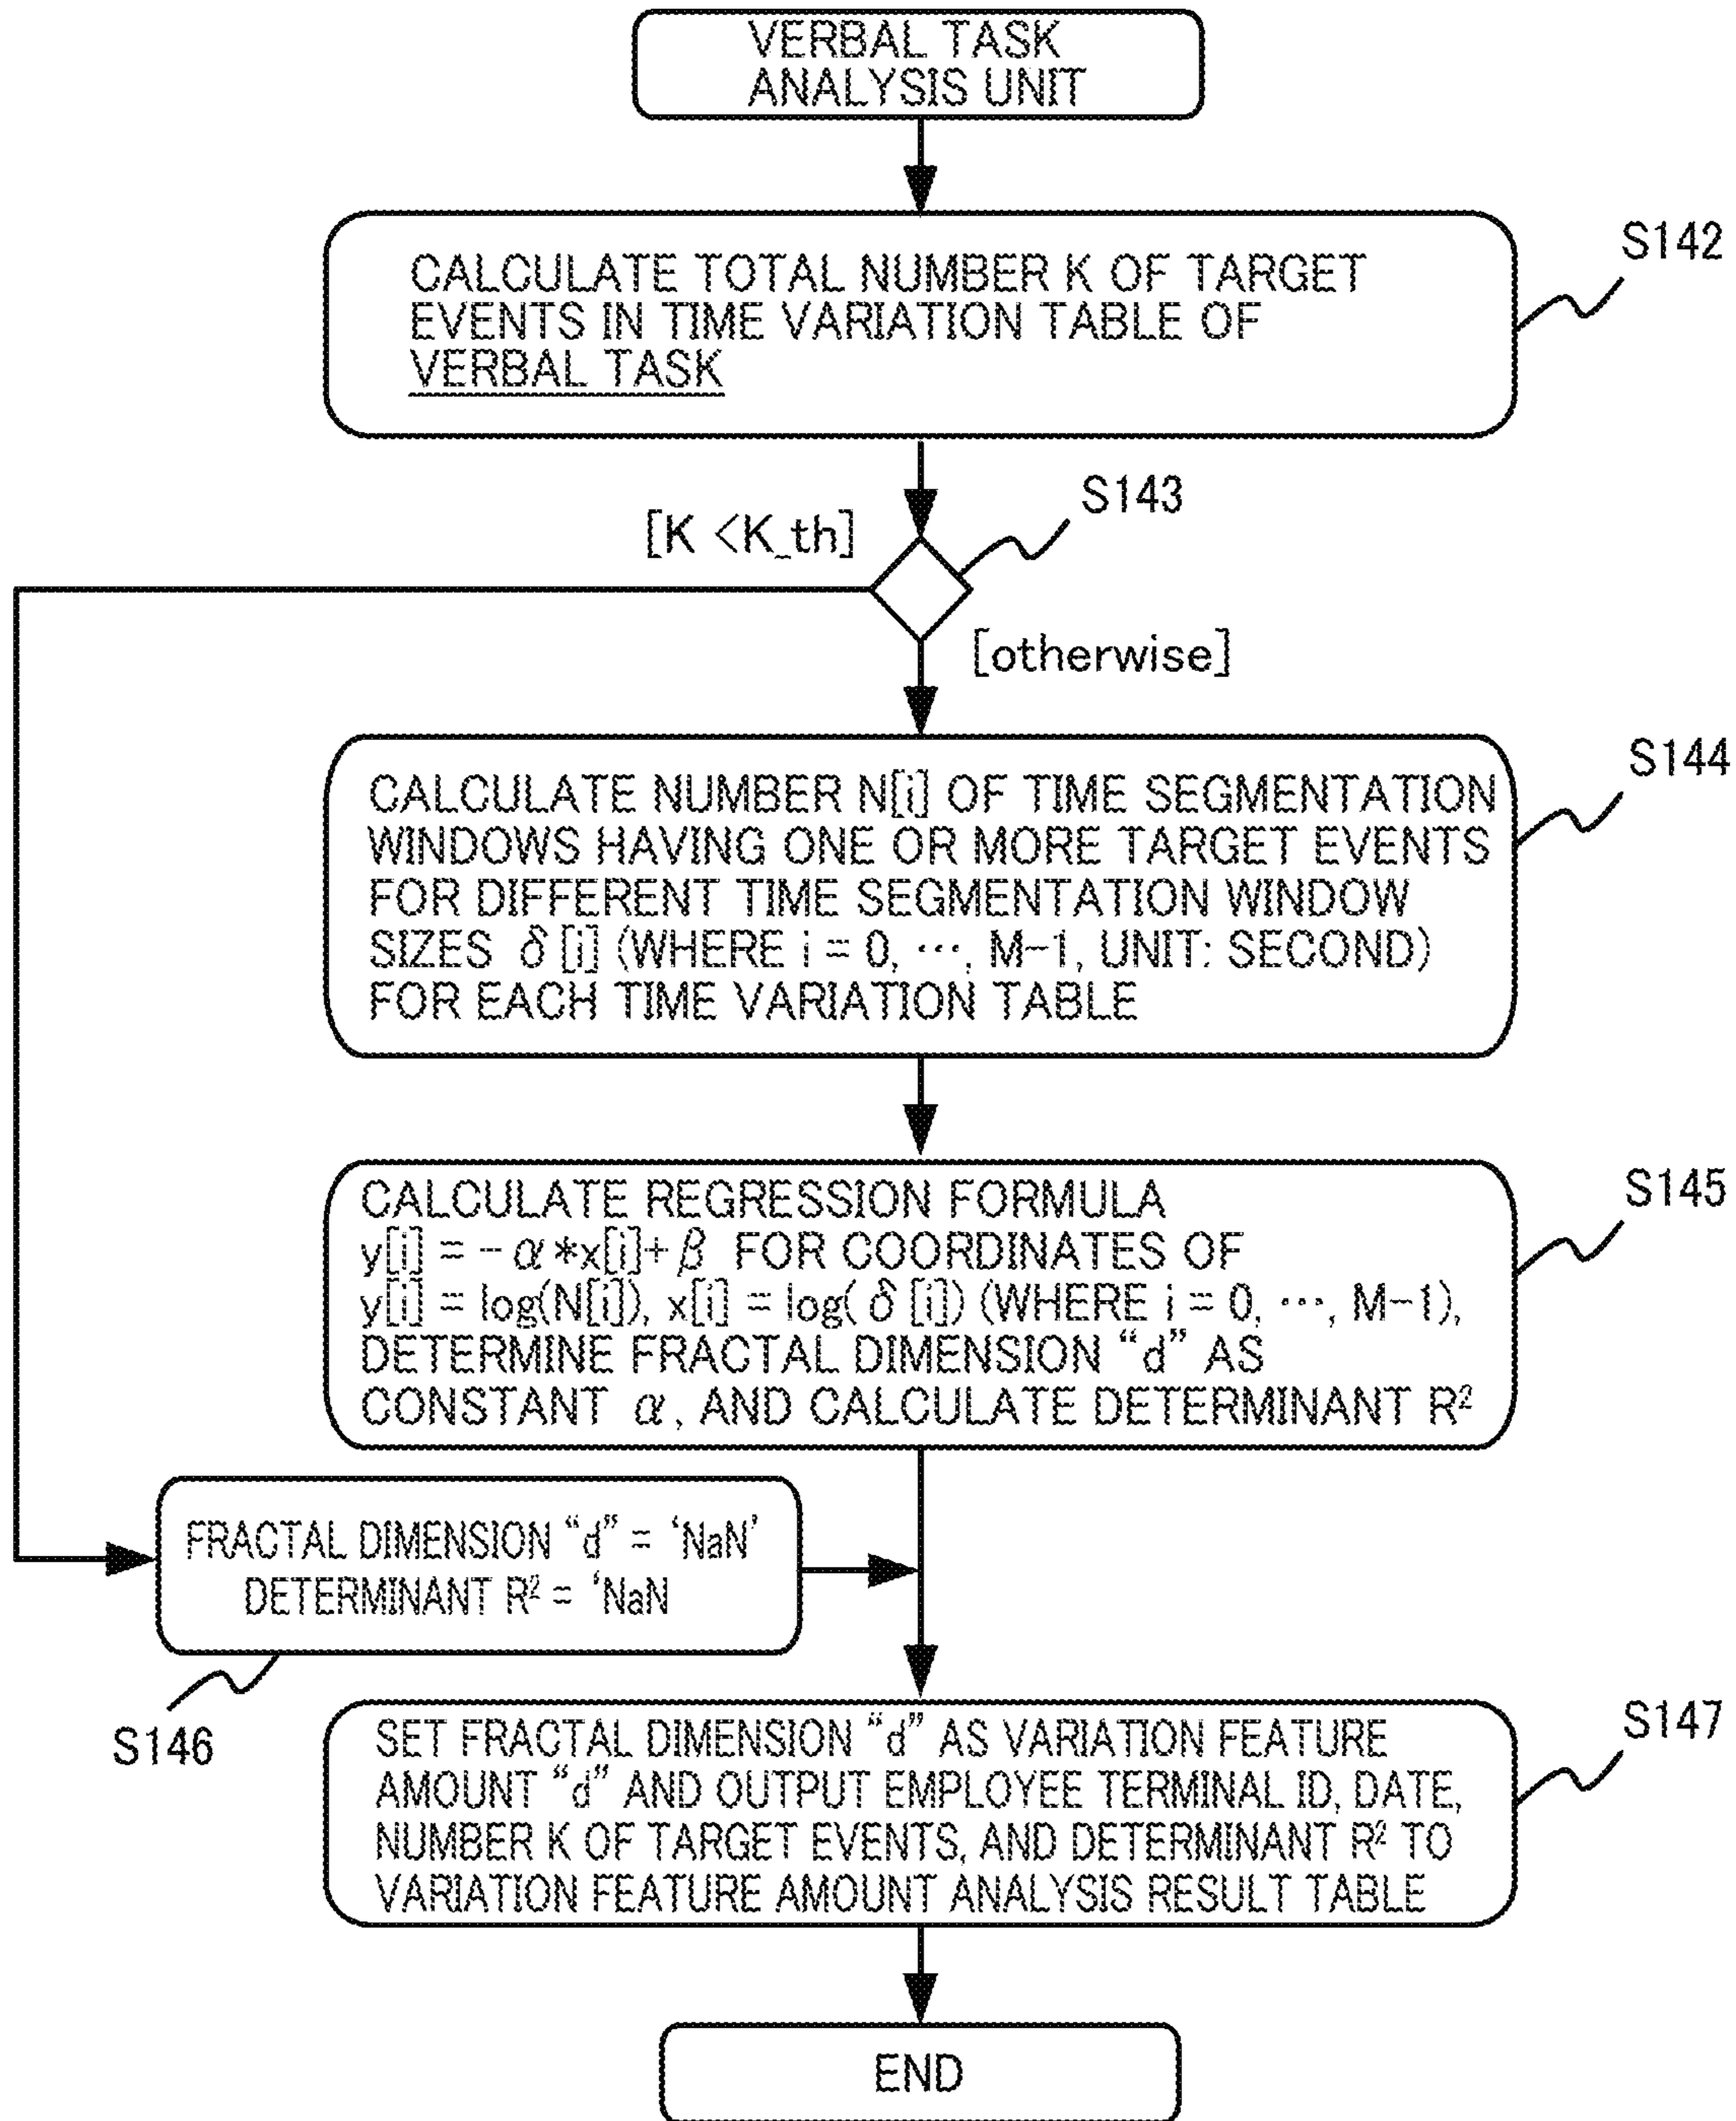 VERBAL TASK
ANALYSIS UNIT
S142
CALCULATE TOTAL NUMBER K OF TARGET
EVENTS IN TIME VARIATION TABLE OF
VERBAL TASK
S143
[K <K_th]
[otherwise]
S144
CALCULATE NUMBER N[i] OF TIME SEGMENTATION
WINDOWS HAVING ONE OR MORE TARGET EVENTS
FOR DIFFERENT TIME SEGMENTATION WINDOW
SIZES δ [i] (WHERE i = 0, ···, M-1, UNIT: SECOND)
FOR EACH TIME VARIATION TABLE
S145
CALCULATE REGRESSION FORMULA
y[i] = -α*x[i]+β FOR COORDINATES OF
y[i] = log(N[i]), x[i] = log( δ [i]) (WHERE i = 0, ···, M-1),
DETERMINE FRACTAL DIMENSION “d” AS
CONSTANT α, AND CALCULATE DETERMINANT R²
FRACTAL DIMENSION “d” = ‘NaN’
DETERMINANT R² = ‘NaN
S146
S147
SET FRACTAL DIMENSION “d” AS VARIATION FEATURE
AMOUNT “d” AND OUTPUT EMPLOYEE TERMINAL ID, DATE,
NUMBER K OF TARGET EVENTS, AND DETERMINANT R² TO
VARIATION FEATURE AMOUNT ANALYSIS RESULT TABLE
END